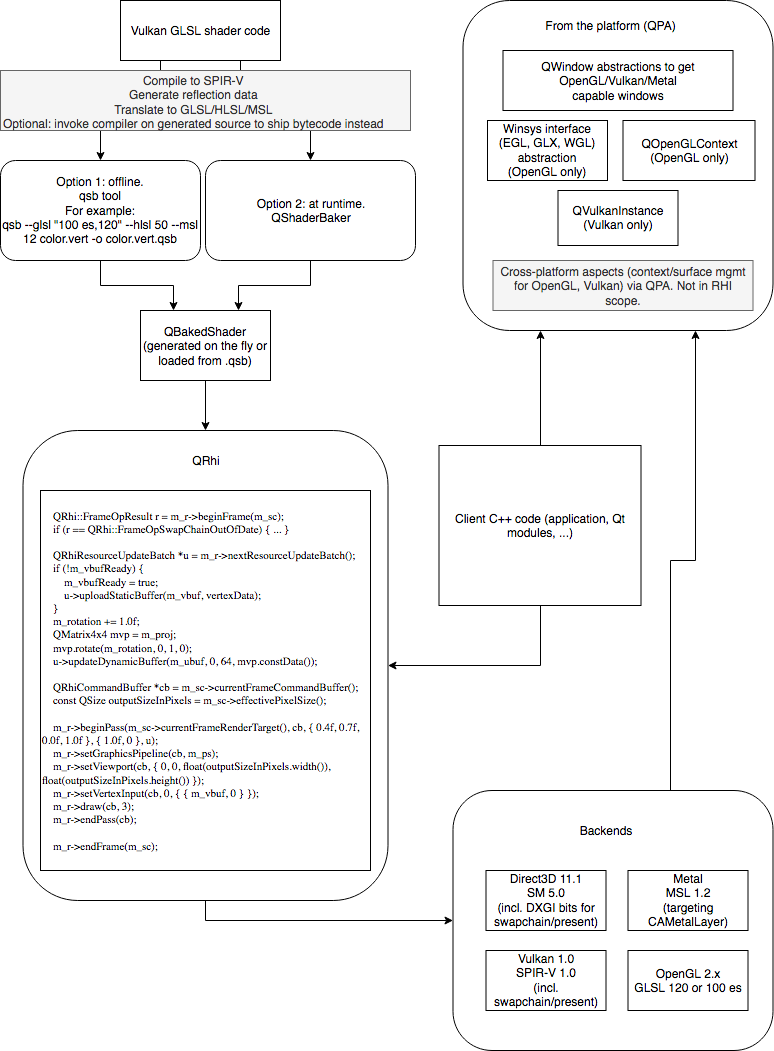 Vulkan GLSL shader code
Compile to SPIR-V
Generate reflection data
Translate to GLSL/HLSL/MSL
Optional: invoke compiler on generated source to ship bytecode instead
Option 1: offline.
qsb tool
For example:
qsb --glsl "100 es,120" --hlsl 50 --msl
12 color.vert -o color.vert.qsb
Option 2: at runtime.
QShaderBaker
QBakedShader
(generated on the fly or
loaded from .qsb)
QRhi
QRhi::FrameOpResult r = m_r->beginFrame(m_sc);
if (r == QRhi::FrameOpSwapChainOutOfDate) { ... }
QRhiResourceUpdateBatch *u = m_r->nextResourceUpdateBatch();
if (!m_vbufReady) {
m_vbufReady = true;
u->uploadStaticBuffer(m_vbuf, vertexData);
}
m_rotation += 1.0f;
QMatrix4x4 mvp = m_proj;
mvp.rotate(m_rotation, 0, 1, 0);
u->updateDynamicBuffer(m_ubuf, 0, 64, mvp.constData());
QRhiCommandBuffer *cb = m_sc->currentFrameCommandBuffer();
const QSize outputSizeInPixels = m_sc->effectivePixelSize();
m_r->beginPass(m_sc->currentFrameRenderTarget(), cb, { 0.4f, 0.7f,
0.0f, 1.0f }, { 1.0f, 0 }, u);
m_r->setGraphicsPipeline(cb, m_ps);
m_r->setViewport(cb, { 0, 0, float(outputSizeInPixels.width()),
float(outputSizeInPixels.height()) });
m_r->setVertexInput(cb, 0, { { m_vbuf, 0 } });
m_r->draw(cb, 3);
m_r->endPass(cb);
m_r->endFrame(m_sc);
From the platform (QPA)
QWindow abstractions to get
OpenGL/Vulkan/Metal
capable windows
Winsys interface
(EGL, GLX, WGL)
abstraction
(OpenGL only)
QOpenGLContext
(OpenGL only)
QVulkanInstance
(Vulkan only)
Cross-platform aspects (context/surface mgmt
for OpenGL, Vulkan) via QPA. Not in RHI
scope.
Client C++ code (application, Qt
modules, ...)
Backends
Direct3D 11.1
SM 5.0
(incl. DXGI bits for
swapchain/present)
Metal
MSL 1.2
(targeting
CAMetalLayer)
Vulkan 1.0
SPIR-V 1.0
(incl.
swapchain/present)
OpenGL 2.x
GLSL 120 or 100 es